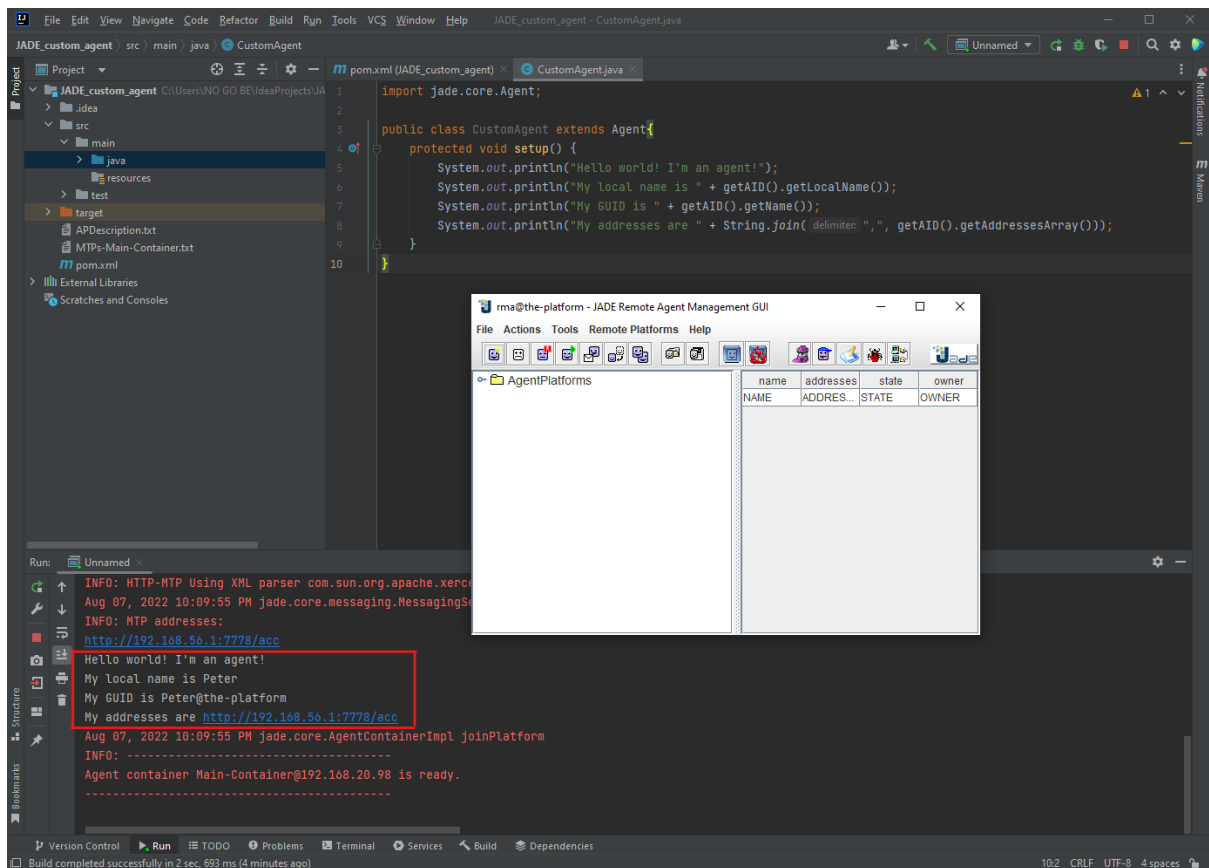 File Edit View Navigate Code Refactor Build Run Tools VCS Window Help JADE_custom_agent - CustomAgent.java
JADE_custom_agent src main java CustomAgent
Unnamed
Project
pom.xml (JADE_custom_agent)
CustomAgent.java
JADE_custom_agent C:\Users\NO GO BE\IdeaProjects\JA
.idea
src
main
java
resources
test
target
APDescription.txt
MTPs-Main-Container.txt
pom.xml
External Libraries
Scratches and Consoles
1 import jade.core.Agent;
2
3 public class CustomAgent extends Agent{
4 protected void setup() {
5 System.out.println("Hello world! I'm an agent!");
6 System.out.println("My local name is " + getAID().getLocalName());
7 System.out.println("My GUID is " + getAID().getName());
8 System.out.println("My addresses are " + String.join( delimiter: ",", getAID().getAddressesArray()));
9 }
10 }
1
Project
Notifications
Maven
rma@the-platform - JADE Remote Agent Management GUI
File Actions Tools Remote Platforms Help
Jade
AgentPlatforms
name addresses state owner
NAME ADDRES... STATE OWNER
Run: Unnamed
INFO: HTTP-MTP Using XML parser com.sun.org.apache.xerce
Aug 07, 2022 10:09:55 PM jade.core.messaging.MessagingSe
INFO: MTP addresses:
http://192.168.56.1:7778/acc
Hello world! I'm an agent!
My local name is Peter
My GUID is Peter@the-platform
My addresses are http://192.168.56.1:7778/acc
Aug 07, 2022 10:09:55 PM jade.core.AgentContainerImpl joinPlatform
INFO: ------------------------------------
Agent container Main-Container@192.168.20.98 is ready.
--------------------------------------------
Structure
Bookmarks
Version Control Run TODO Problems Terminal Services Build Dependencies
Build completed successfully in 2 sec, 693 ms (4 minutes ago)
10:2 CRLF UTF-8 4 spaces